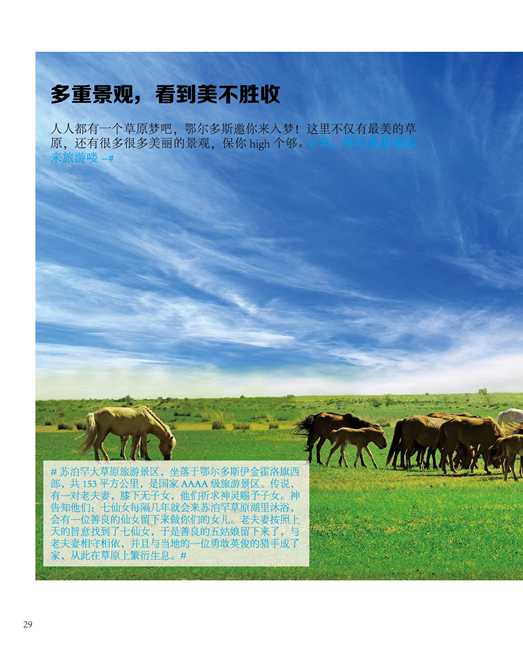 多重景观，看到美不胜收
人人都有一个草原梦吧，鄂尔多斯邀你来入梦！这里不仅有最美的草
原，还有很多很多美丽的景观，保你 high 个够。
来旅游喽 ~#
# 苏泊罕大草原旅游景区，坐落于鄂尔多斯伊金霍洛旗西
部，共 153 平方公里，是国家 AAAA 级旅游景区。传说，
有一对老夫妻，膝下无子女，他们祈求神灵赐予子女。神
告知他们：七仙女每隔几年就会来苏泊罕草原湖里沐浴，
会有一位善良的仙女留下来做你们的女儿。老夫妻按照上
天的旨意找到了七仙女，于是善良的五姑娘留下来了，与
老夫妻相守相依，并且与当地的一位勇敢英俊的猎手成了
家，从此在草原上繁衍生息。#
29